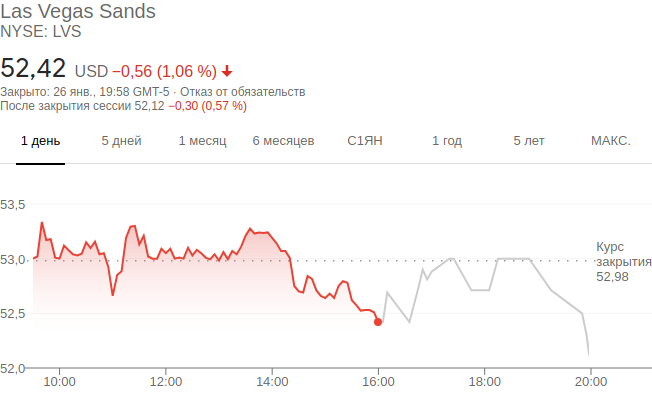 Las Vegas Sands
NYSE: LVS
52,42 USD −0,56 (1,06 %)
Закрыто: 26 янв., 19:58 GMT-5 · Отказ от обязательств
После закрытия сессии 52,12 −0,30 (0,57 %)
1 день 5 дней 1 месяц 6 месяцев С1ЯН 1 год 5 лет МАКС.
53,5
53,0
52,5
52,0
Курс
закрытия
52,98
10:00 12:00 14:00 16:00 18:00 20:00